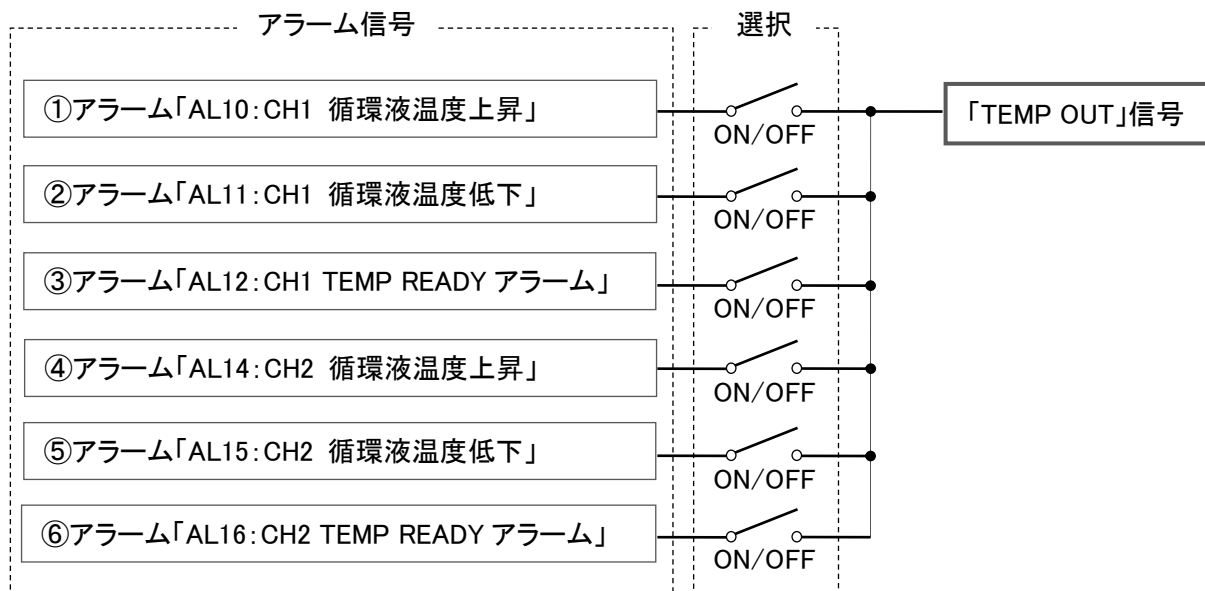 アラーム信号
選択
①アラーム「AL10:CH1 循環液温度上昇」
ON/OFF
「TEMP OUT」信号
②アラーム「AL11:CH1 循環液温度低下」
ON/OFF
③アラーム「AL12:CH1 TEMP READY アラーム」
ON/OFF
④アラーム「AL14:CH2 循環液温度上昇」
ON/OFF
⑤アラーム「AL15:CH2 循環液温度低下」
ON/OFF
⑥アラーム「AL16:CH2 TEMP READY アラーム」
ON/OFF